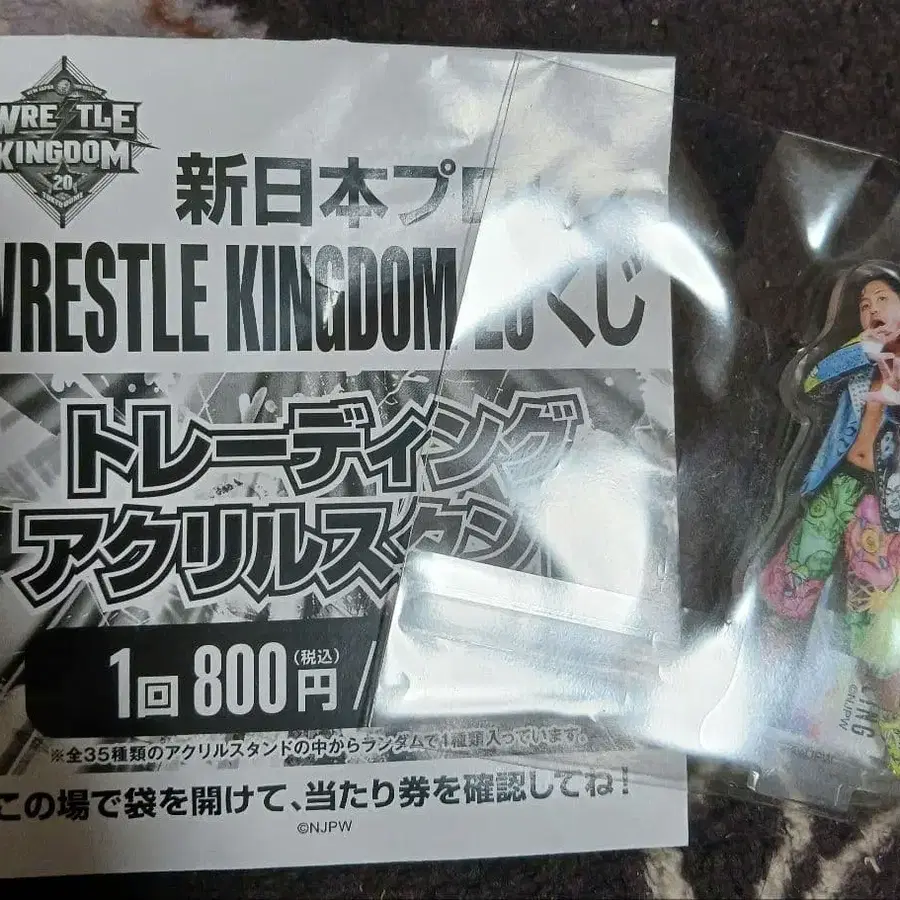 WRESTLE
KINGDOM
20
新日本プロ
WRESTLE KINGDOM 20くじ
トレーディング
アクリルスタン
1回 800円 (税込) /
※全35種類のアクリルスタンドの中からランダムで1種類入っています。
この場で袋を開けて、当たり券を確認してね!
©NJPW
©NJPW